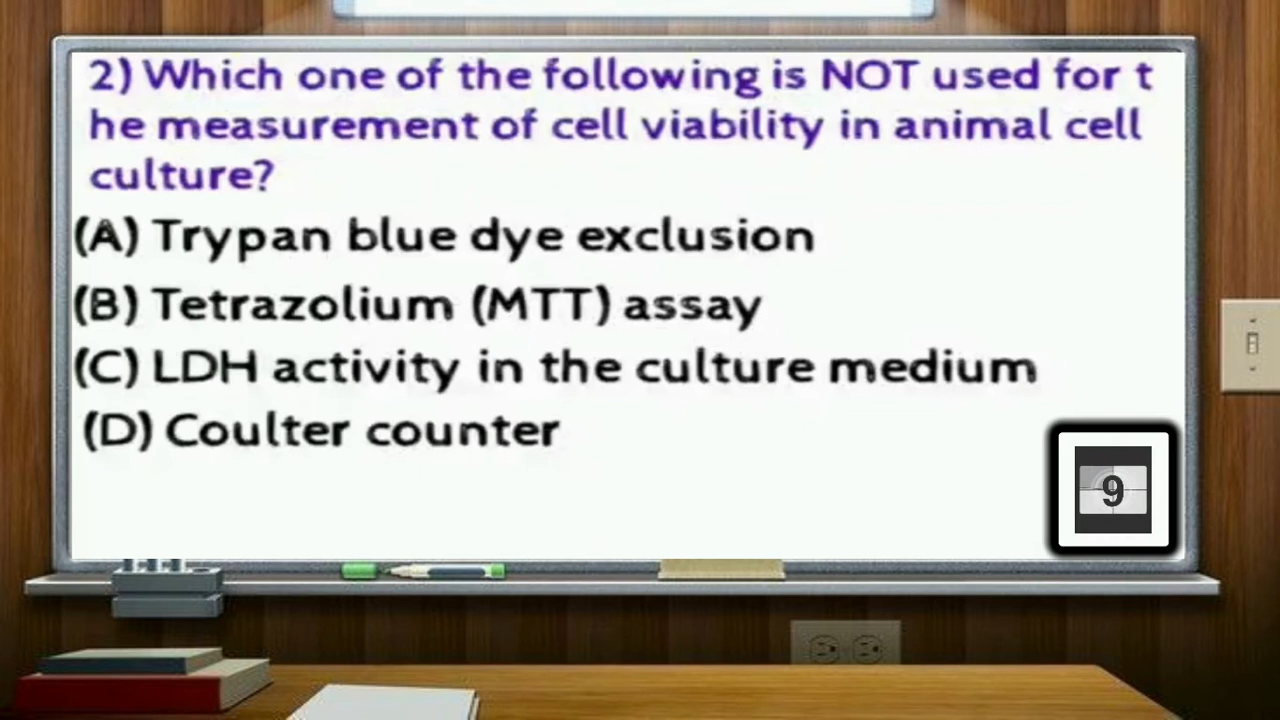 2) Which one of the following is NOT used for t
he measurement of cell viability in animal cell
culture?
(A) Trypan blue dye exclusion
(B) Tetrazolium (MTT) assay
(C) LDH activity in the culture medium
(D) Coulter counter
9